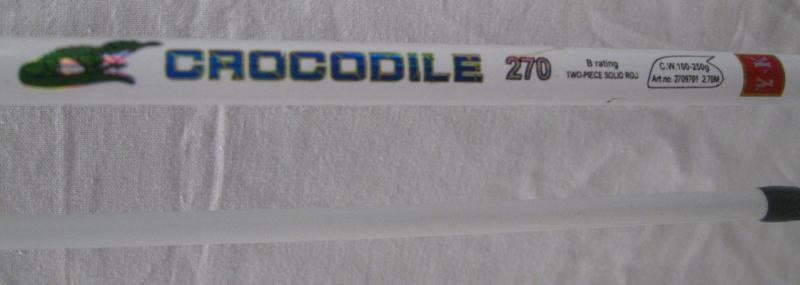 CROCODILE 270
B rating
TWO-PIECE SOLID ROD
C.W.100-250g
Art.no. 2709701 2.70M
M.Y